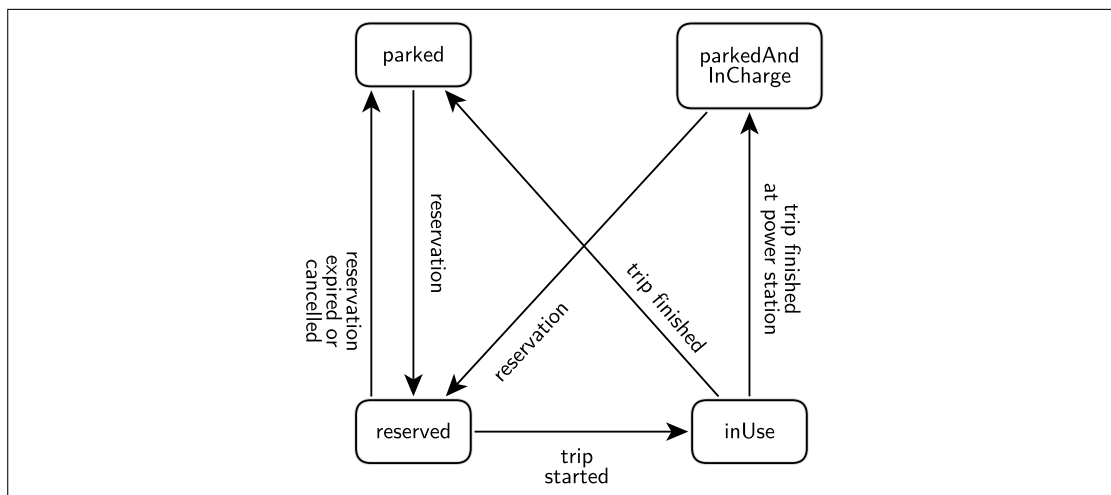 parked
parkedAnd
InCharge
reservation
trip finished
at power station
reservation
expired or
cancelled
trip finished
reservation
reserved
inUse
trip
started